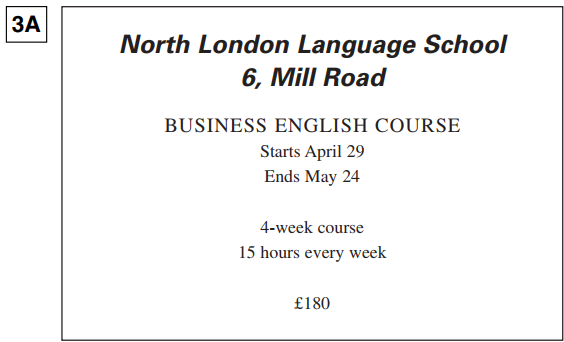 3A
North London Language School
6, Mill Road
BUSINESS ENGLISH COURSE
Starts April 29
Ends May 24
4-week course
15 hours every week
£180